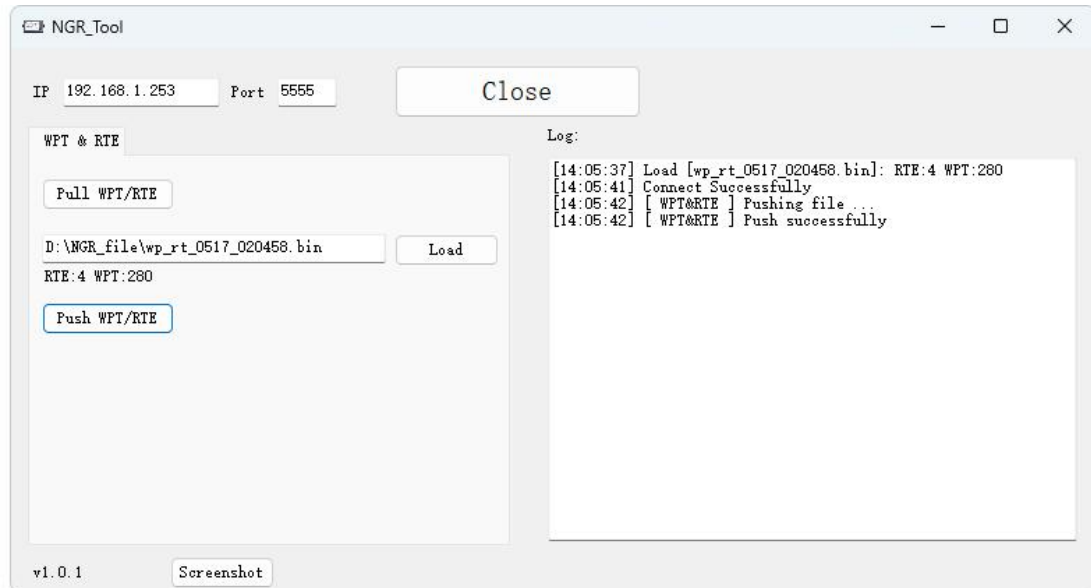 NGR_Tool
IP 192.168.1.253 Port 5555 Close
WPT & RTE
Pull WPT/RTE
D:\NGR_file\wp_rt_0517_020458.bin Load
RTE:4 WPT:280
Push WPT/RTE
Log:
[14:05:37] Load [wp_rt_0517_020458.bin]: RTE:4 WPT:280
[14:05:41] Connect Successfully
[14:05:42] [ WPT&RTE ] Pushing file ...
[14:05:42] [ WPT&RTE ] Push successfully
v1.0.1 Screenshot